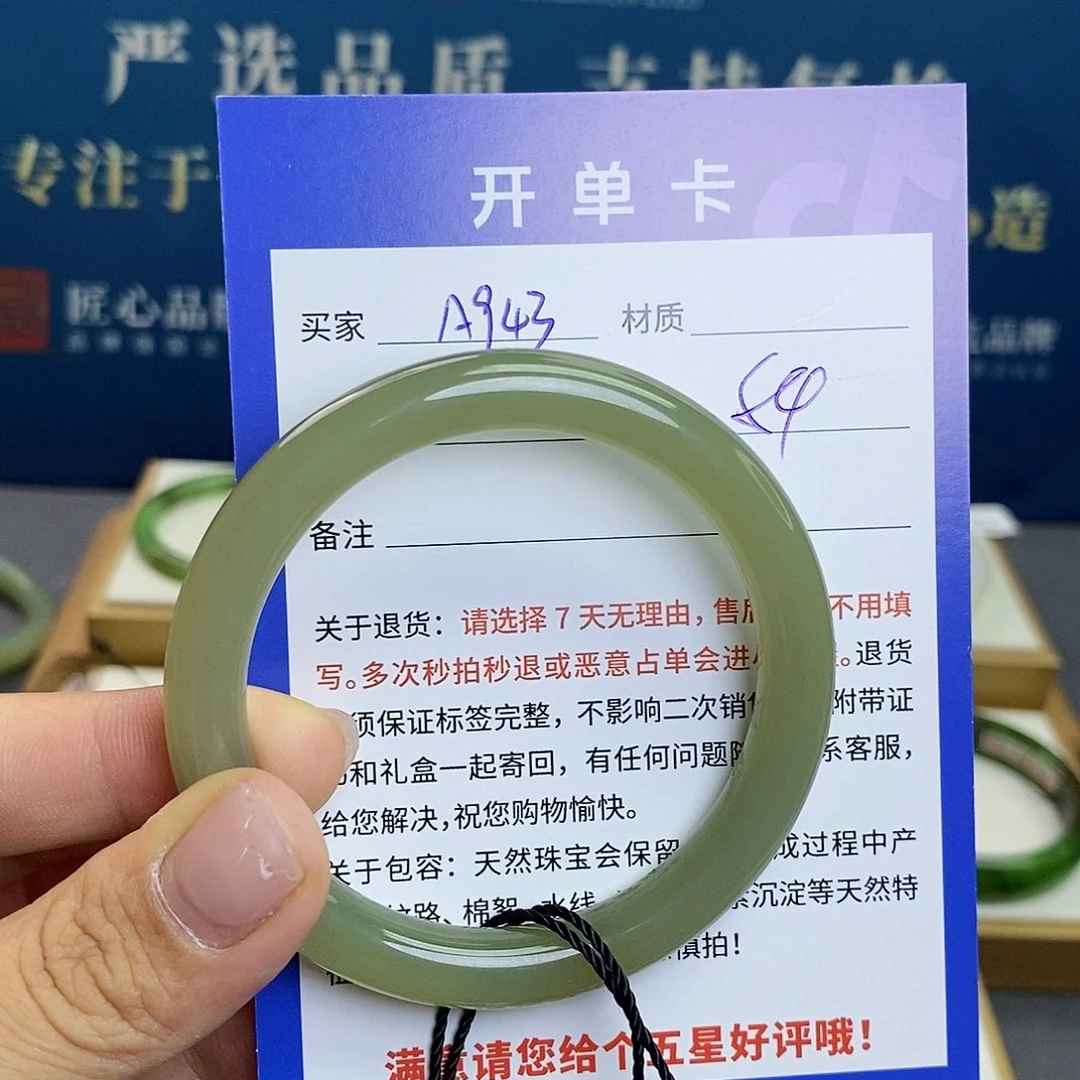 严选品质 支持复检
专注于
造
匠心品牌
品牌
开单卡
买家 A943 材质
54
备注
关于退货：请选择7天无理由，售后 不用填
写。多次秒拍秒退或恶意占单会进 。退货
须保证标签完整，不影响二次销 附带证
和礼盒一起寄回，有任何问题 系客服，
给您解决，祝您购物愉快。
关于包容：天然珠宝会保留 成过程中产
纹路、棉絮、水线 沉淀等天然特
慎拍！
满意请您给个五星好评哦！